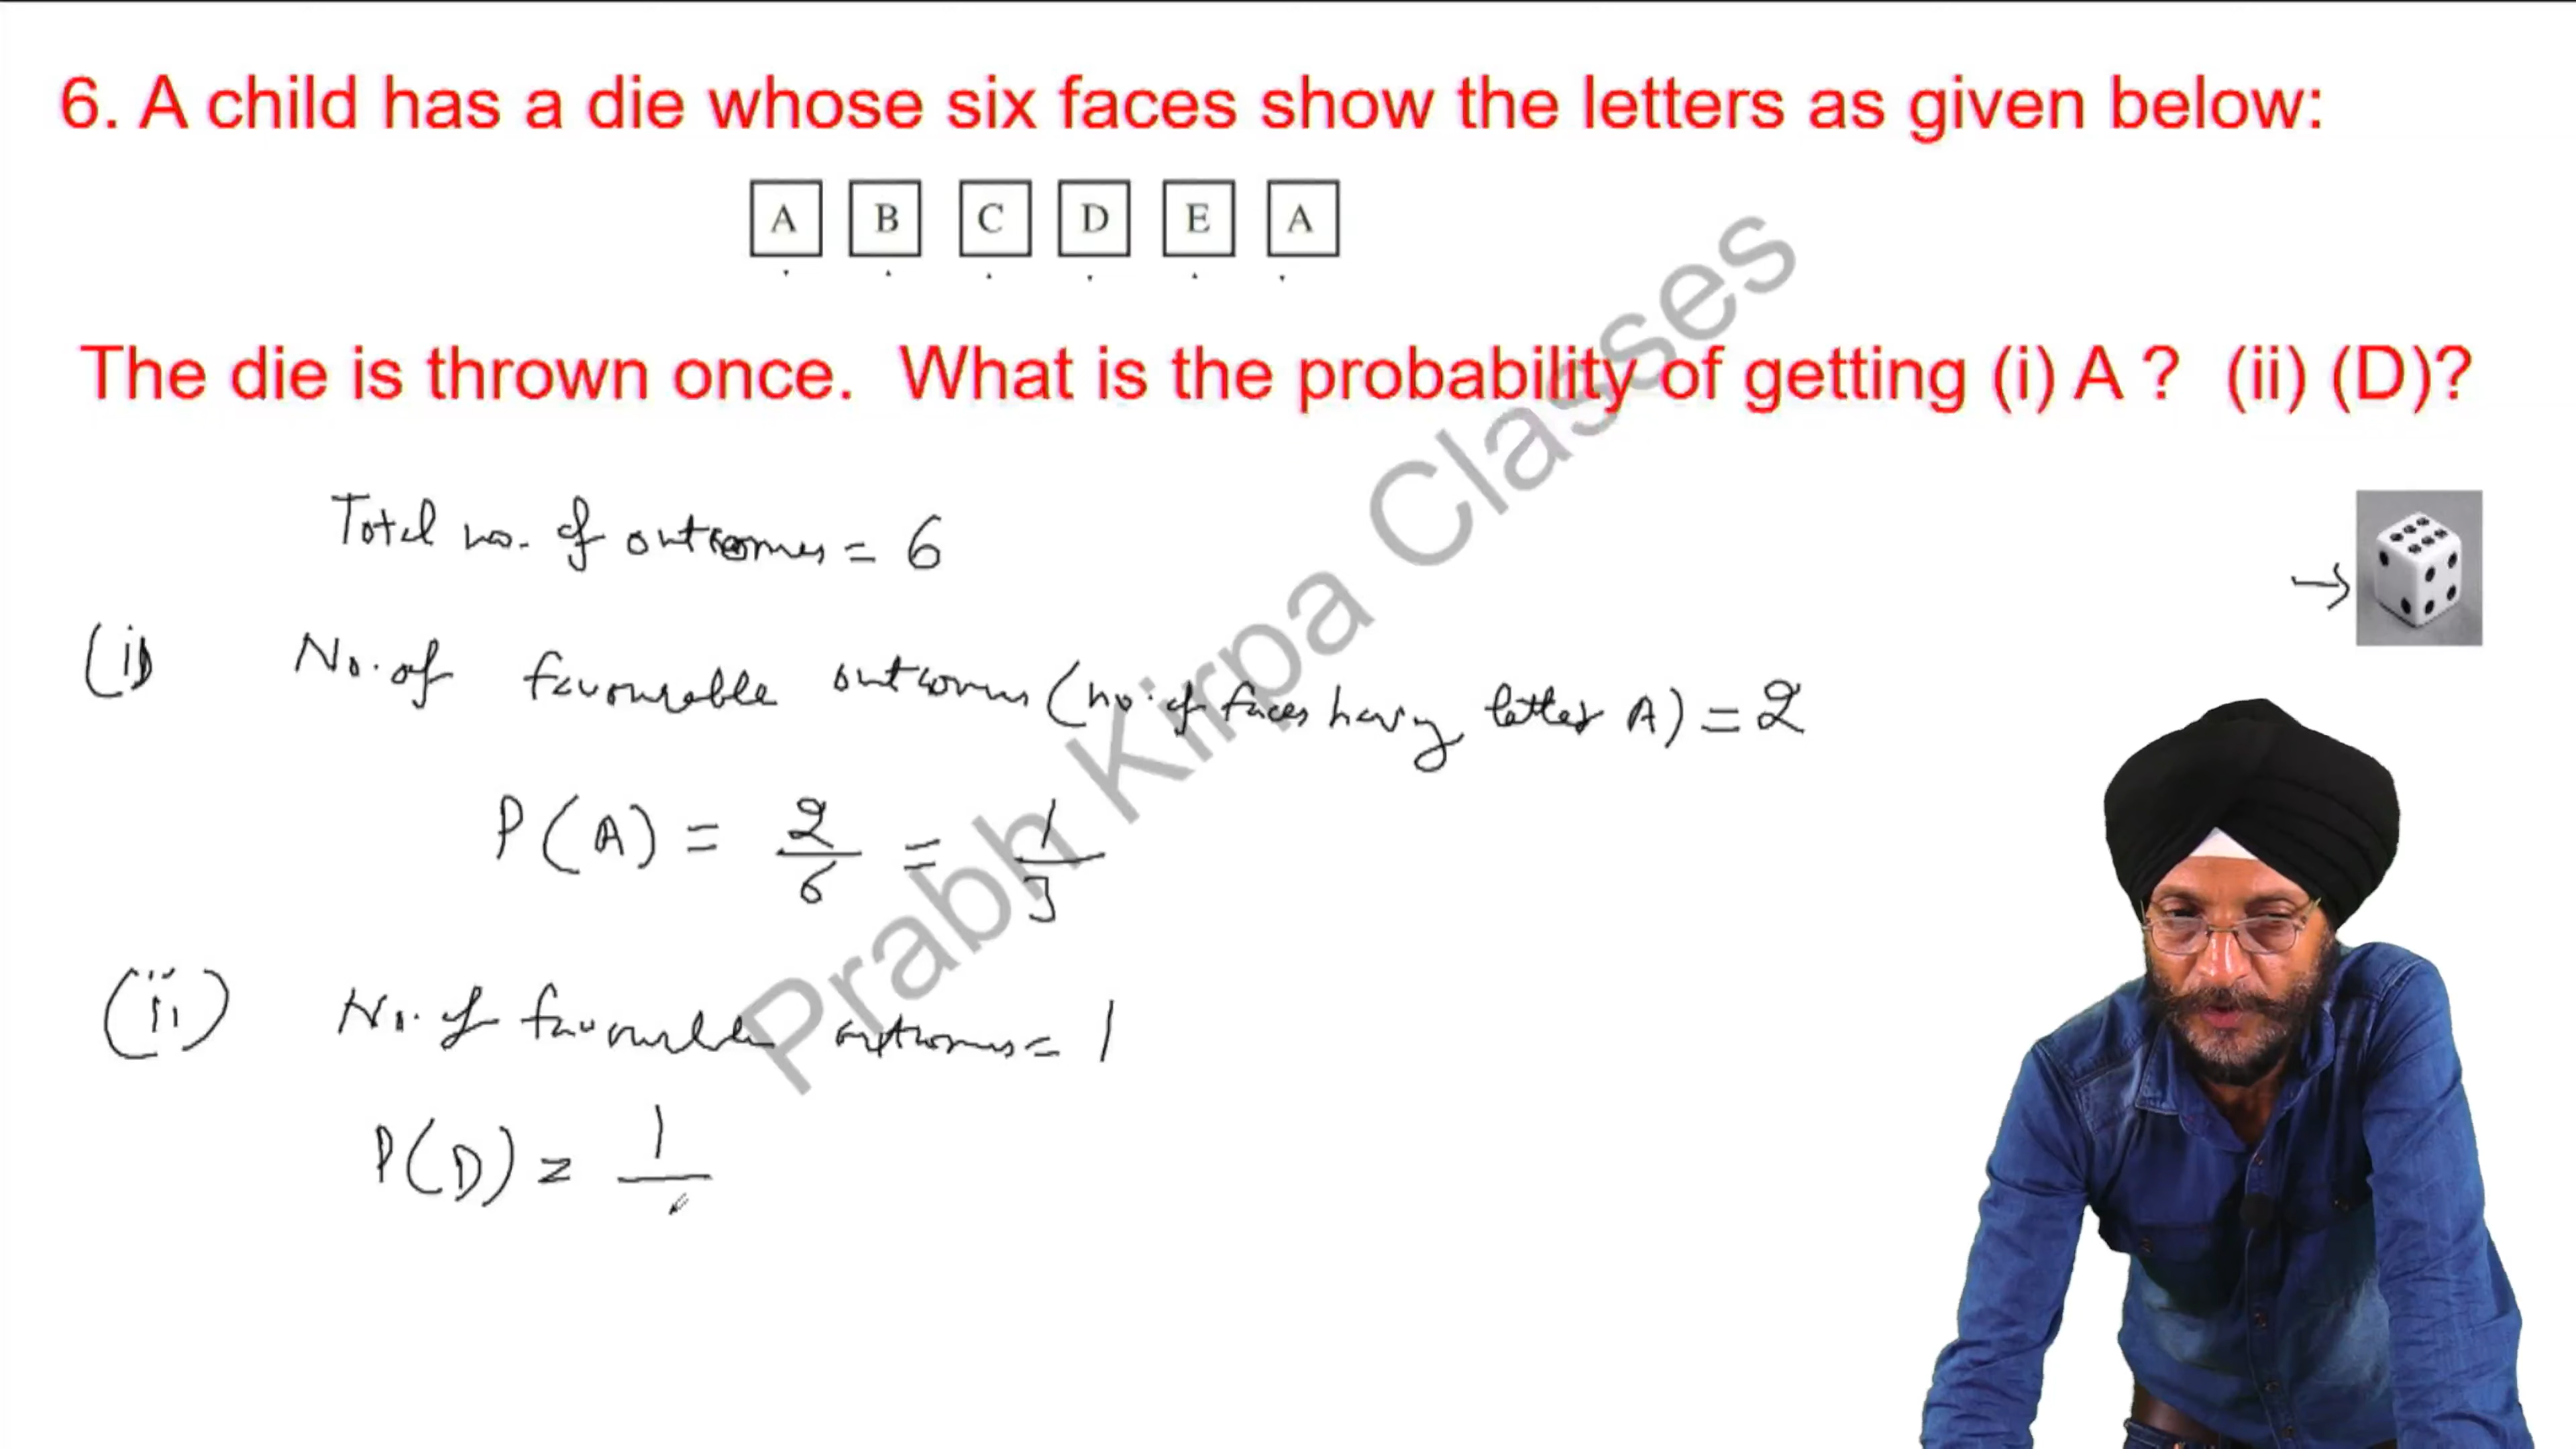 6. A child has a die whose six faces show the letters as given below:
A B C D E A
The die is thrown once. What is the probability of getting (i) A ? (ii) (D)?
Total no. of outcomes = 6
(i) No. of favourable outcomes (no. of faces having letter A) = 2
P(A) = 2/6 = 1/3
(ii) No. of favourable outcomes = 1
P(D) = 1
Prabh Kirpa Classes